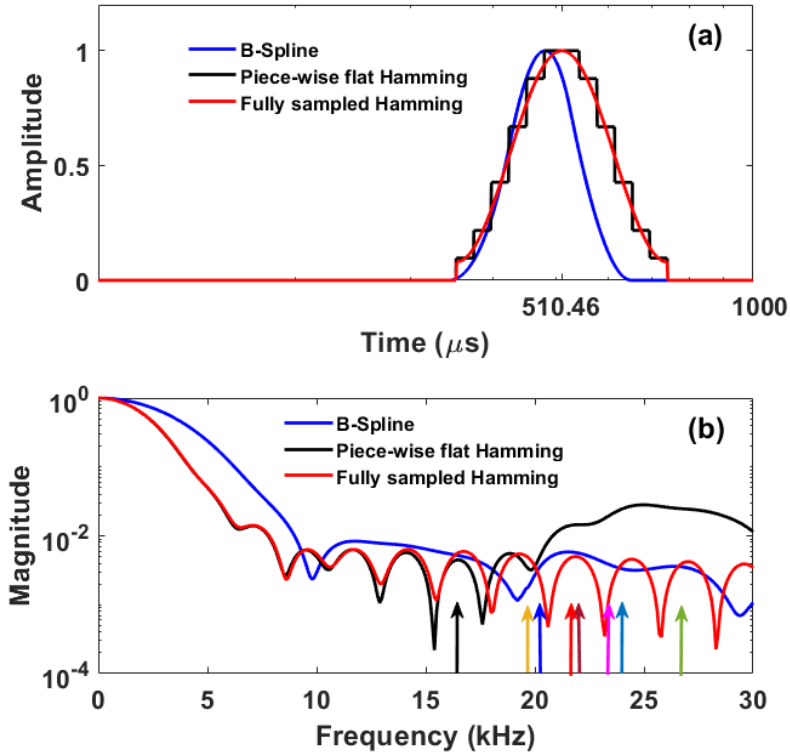 (a)
B-Spline
Piece-wise flat Hamming
Fully sampled Hamming
1
0.5
0
Amplitude
510.46
1000
Time (μs)
(b)
B-Spline
Piece-wise flat Hamming
Fully sampled Hamming
10^0
10^-2
10^-4
Magnitude
0
5
10
15
20
25
30
Frequency (kHz)